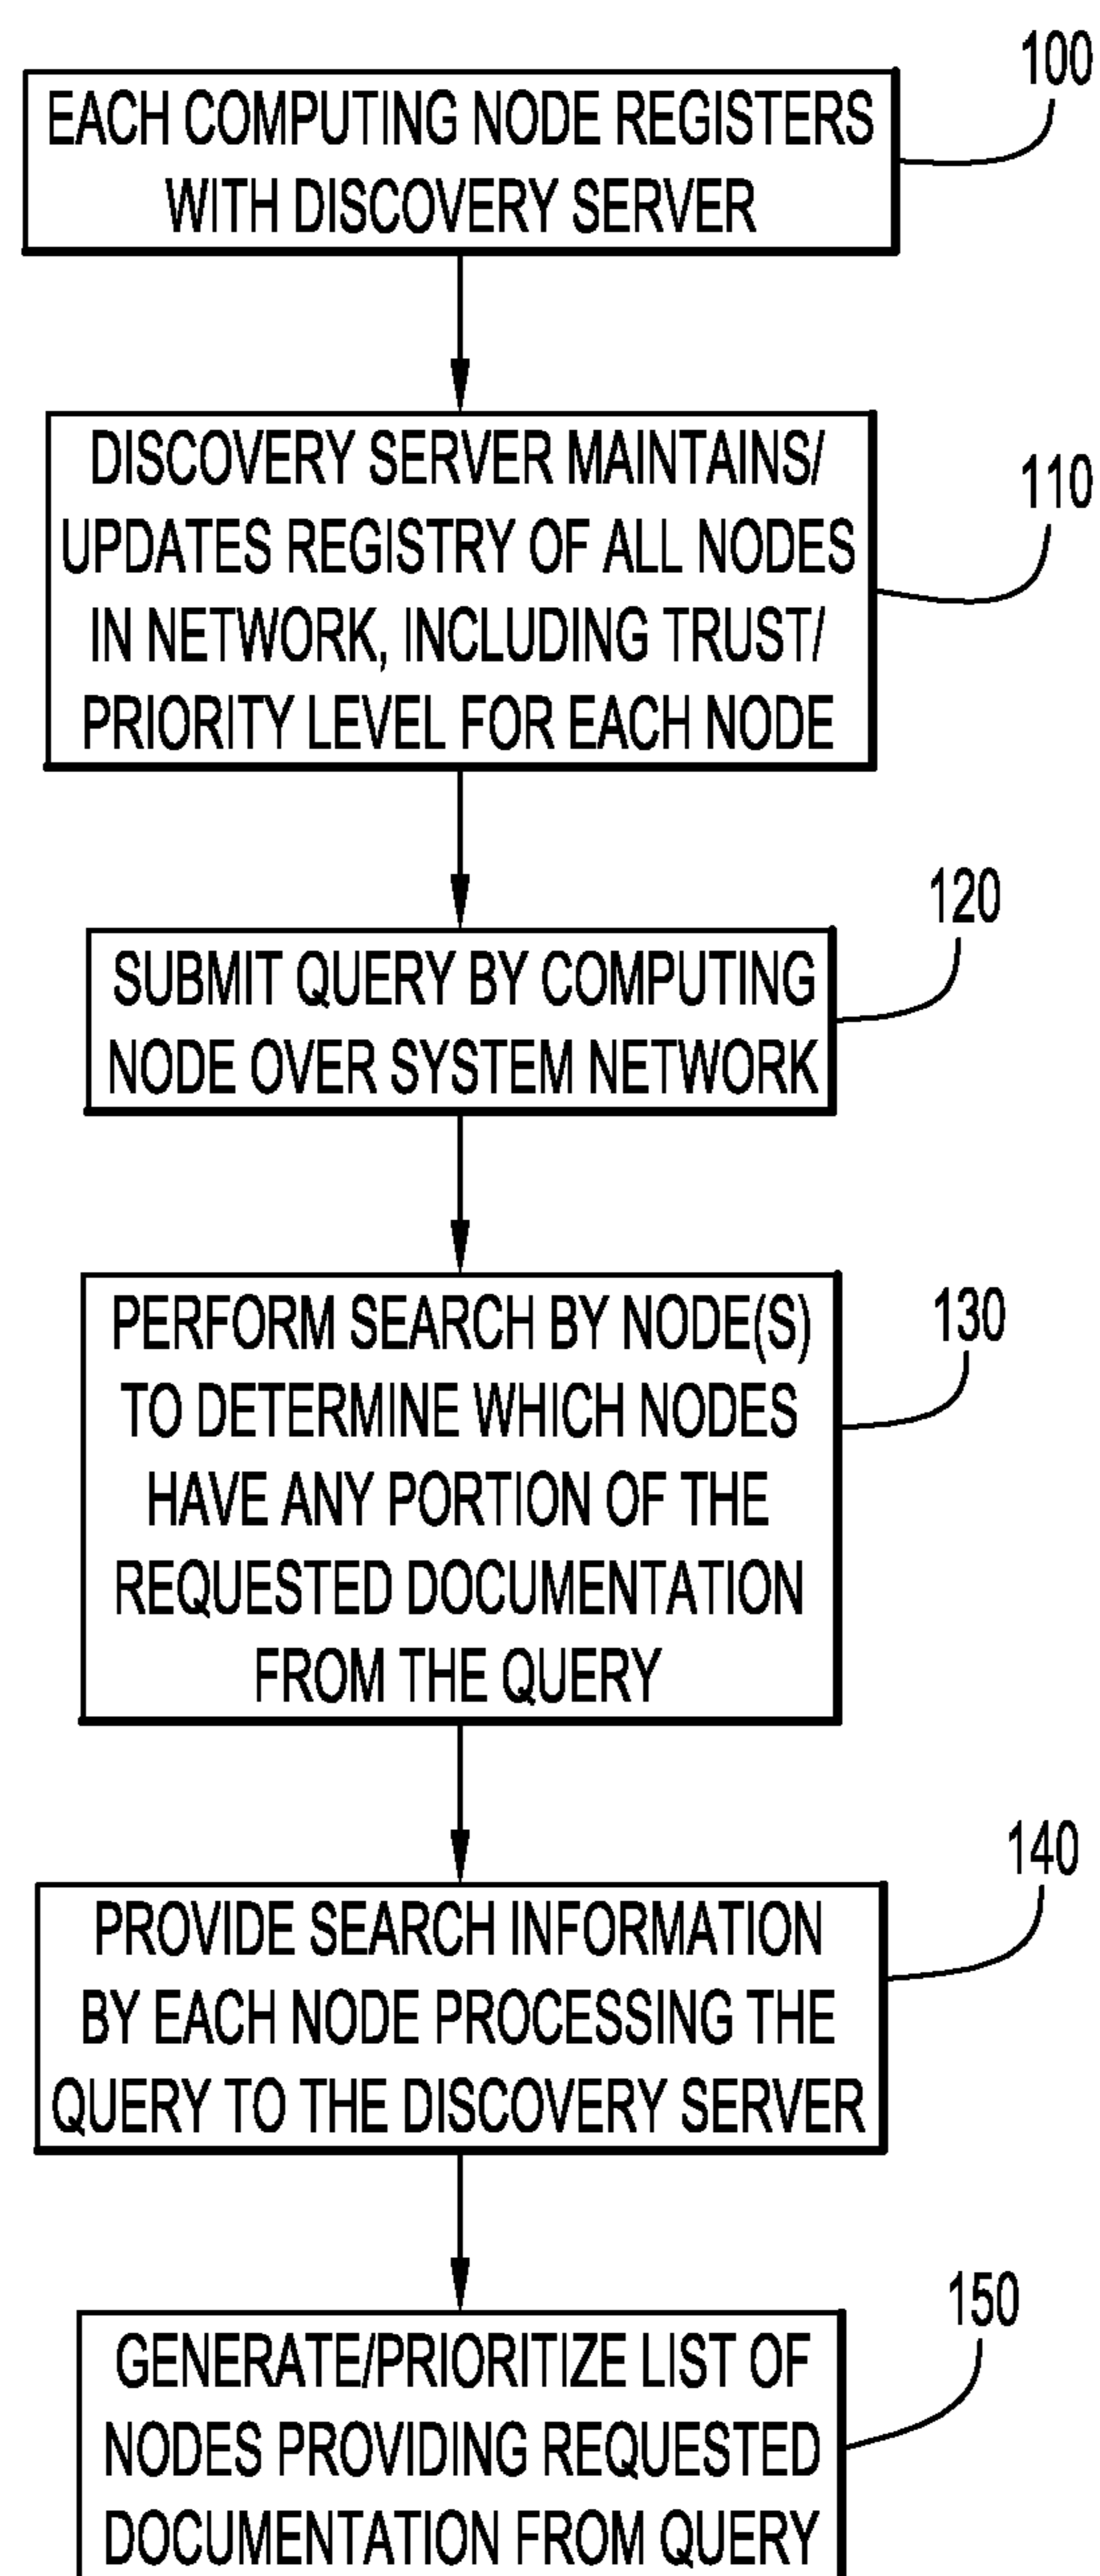 100
EACH COMPUTING NODE REGISTERS
WITH DISCOVERY SERVER
110
DISCOVERY SERVER MAINTAINS/
UPDATES REGISTRY OF ALL NODES
IN NETWORK, INCLUDING TRUST/
PRIORITY LEVEL FOR EACH NODE
120
SUBMIT QUERY BY COMPUTING
NODE OVER SYSTEM NETWORK
130
PERFORM SEARCH BY NODE(S)
TO DETERMINE WHICH NODES
HAVE ANY PORTION OF THE
REQUESTED DOCUMENTATION
FROM THE QUERY
140
PROVIDE SEARCH INFORMATION
BY EACH NODE PROCESSING THE
QUERY TO THE DISCOVERY SERVER
150
GENERATE/PRIORITIZE LIST OF
NODES PROVIDING REQUESTED
DOCUMENTATION FROM QUERY